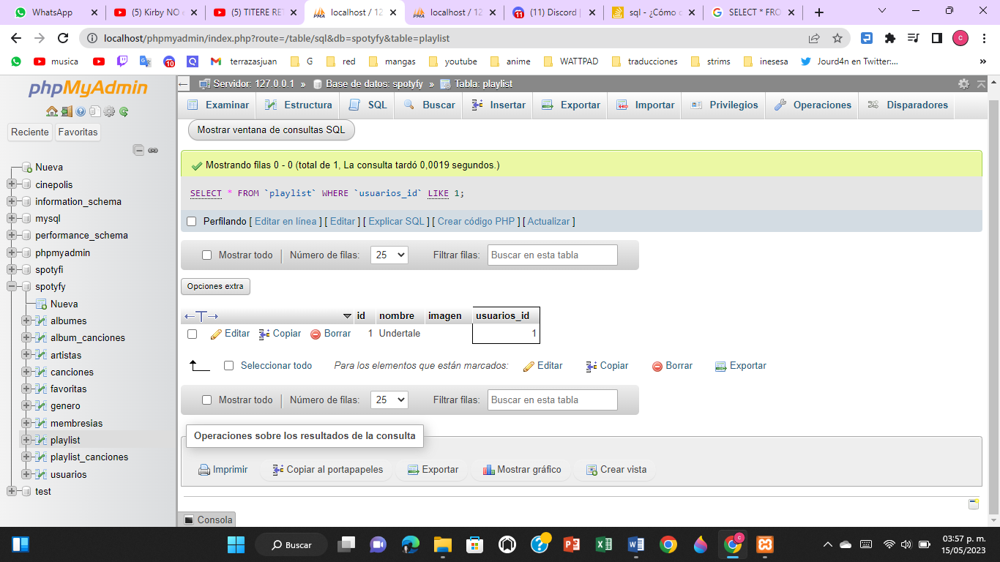 WhatsApp
(5) Kirby NO
(5) TITERE RE
localhost / 12
localhost / 12
(11) Discord |
sql - ¿Cómo
SELECT * FRO
localhost/phpmyadmin/index.php?route=/table/sql&db=spotyfy&table=playlist
c
musica
10
terrazasjuan
G
red
mangas
youtube
anime
WATTPAD
traducciones
strims
inesesa
Jourd4n en Twitter:...
»
phpMyAdmin
Reciente
Favoritas
Nueva
cinepolis
information_schema
mysql
performance_schema
phpmyadmin
spotyfi
spotyfy
Nueva
albumes
album_canciones
artistas
canciones
favoritas
genero
membresias
playlist
playlist_canciones
usuarios
test
Servidor: 127.0.0.1 » Base de datos: spotyfy » Tabla: playlist
Examinar
Estructura
SQL
Buscar
Insertar
Exportar
Importar
Privilegios
Operaciones
Disparadores
Mostrar ventana de consultas SQL
Mostrando filas 0 - 0 (total de 1, La consulta tardó 0,0019 segundos.)
SELECT * FROM `playlist` WHERE `usuarios_id` LIKE 1;
Perfilando [ Editar en línea ] [ Editar ] [ Explicar SQL ] [ Crear código PHP ] [ Actualizar ]
Mostrar todo | Número de filas: 25 Filtrar filas: Buscar en esta tabla
Opciones extra
id nombre imagen usuarios_id
Editar Copiar Borrar 1 Undertale 1
Seleccionar todo Para los elementos que están marcados: Editar Copiar Borrar Exportar
Mostrar todo | Número de filas: 25 Filtrar filas: Buscar en esta tabla
Operaciones sobre los resultados de la consulta
Imprimir Copiar al portapapeles Exportar Mostrar gráfico Crear vista
Consola
Buscar
03:57 p. m.
15/05/2023